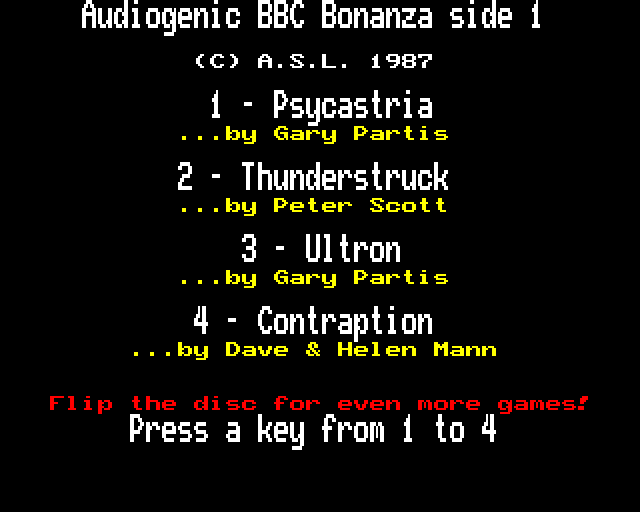 Audiogenic BBC Bonanza side 1
(C) A.S.L. 1987
1 - Psycastria
...by Gary Partis
2 - Thunderstruck
...by Peter Scott
3 - Ultron
...by Gary Partis
4 - Contraption
...by Dave & Helen Mann
Flip the disc for even more games!
Press a key from 1 to 4